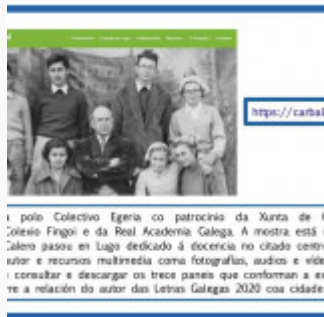 https://carbal
a polo Colectivo Egeria co patrocinio da Xunta de
Colexio Fingoi e da Real Academia Galega. A mostra está
Calero pasou en Lugo dedicado á docencia no citado centro
autor e recursos multimedia coma fotografías, audios e víde
consultar e descargar os trece paneis que conforman a e
re a relación do autor das Letras Galegas 2020 coa cidade